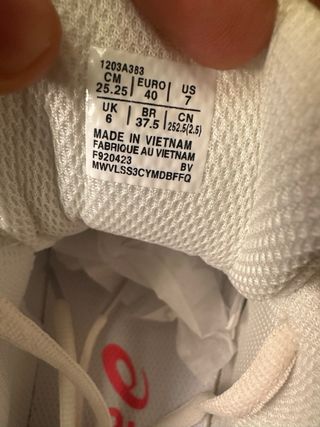 1203A383
CM EURO US
25.25 40 7
UK BR CN
6 37.5 252.5(2.5)
MADE IN VIETNAM
FABRIQUE AU VIETNAM
F920423 BV
MWVLSS3CYMDBFFQ